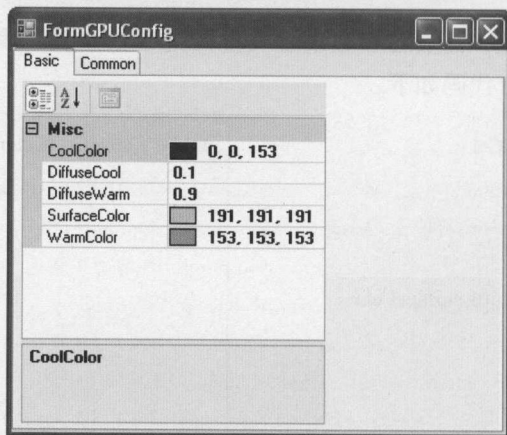 FormGPUConfig
Basic Common
A Z
Misc
CoolColor 0, 0, 153
DiffuseCool 0.1
DiffuseWarm 0.9
SurfaceColor 191, 191, 191
WarmColor 153, 153, 153
CoolColor